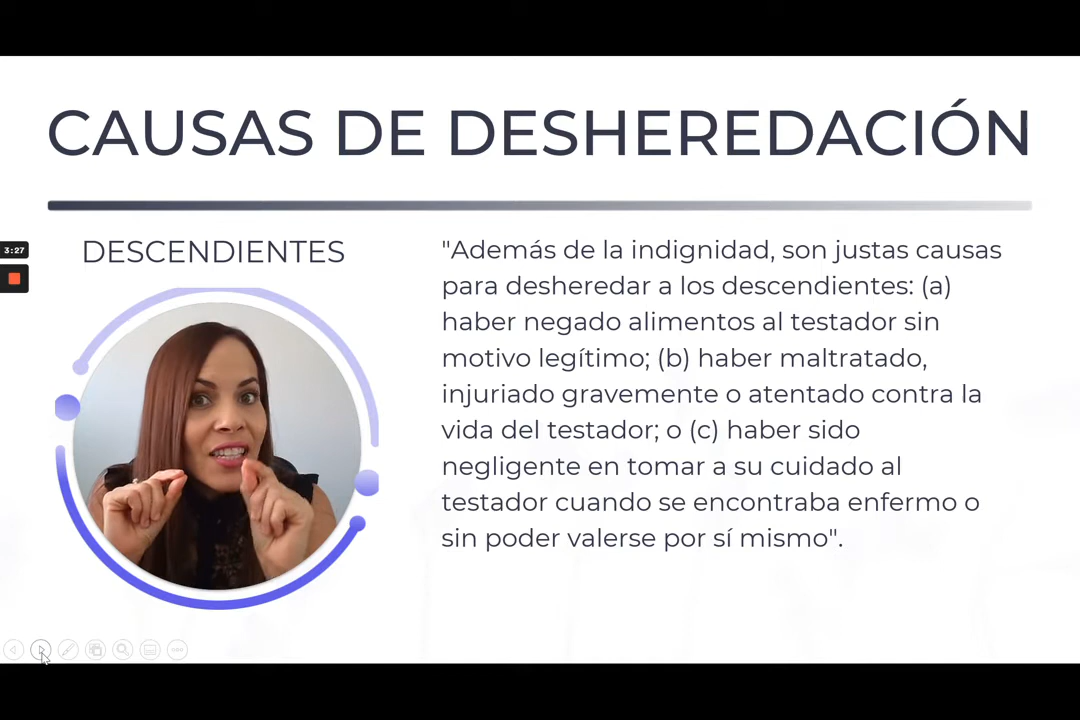 CAUSAS DE DESHEREDACIÓN
3:27
DESCENDIENTES
"Además de la indignidad, son justas causas
para desheredar a los descendientes: (a)
haber negado alimentos al testador sin
motivo legítimo; (b) haber maltratado,
injuriado gravemente o atentado contra la
vida del testador; o (c) haber sido
negligente en tomar a su cuidado al
testador cuando se encontraba enfermo o
sin poder valerse por sí mismo".